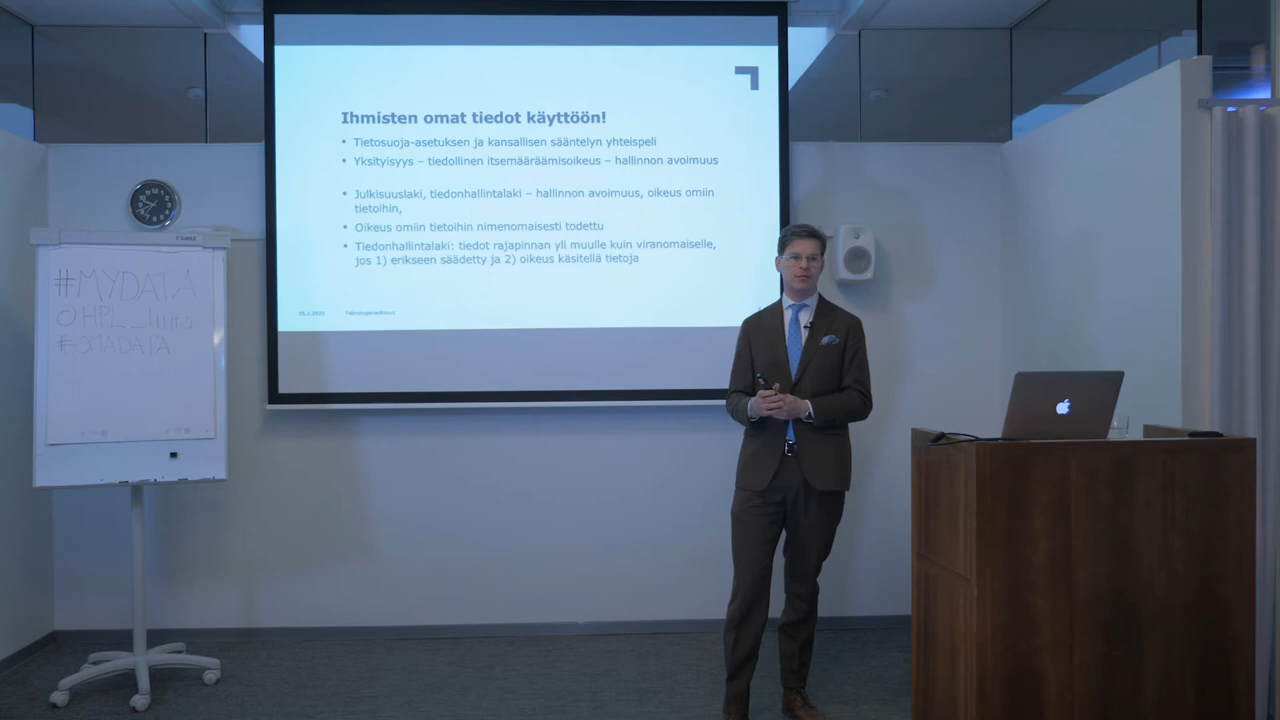 Ihmisten omat tiedot käyttöön!
• Tietosuoja-asetuksen ja kansallisen sääntelyn yhteispeli
• Yksityisyys – tiedollinen itsemääräämisoikeus – hallinnon avoimuus
• Julkisuuslaki, tiedonhallintalaki – hallinnon avoimuus, oikeus omiin
tietoihin,
• Oikeus omiin tietoihin nimenomaisesti todettu
• Tiedonhallintalaki: tiedot rajapinnan yli muulle kuin viranomaiselle,
jos 1) erikseen säädetty ja 2) oikeus käsitellä tietoja
#MYDATA
@HPL_Iinfo
#OMADATA